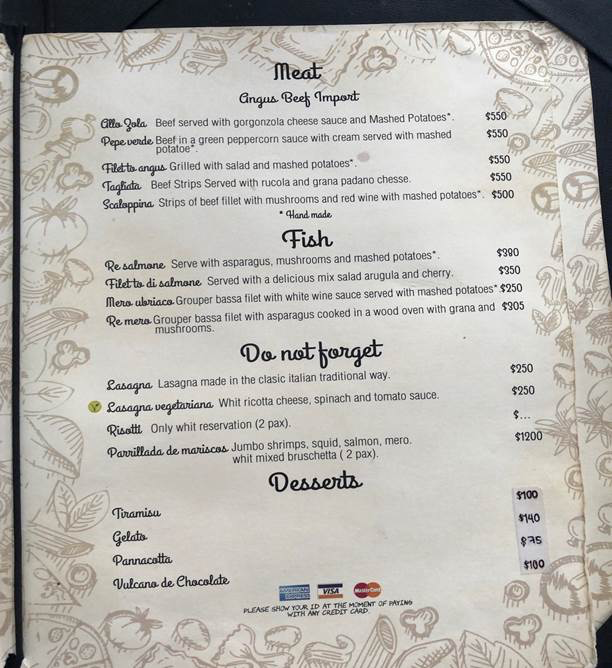 Meat
Angus Beef Import
Allo Zola Beef served with gorgonzola cheese sauce and Mashed Potatoes*. $550
Pepe verde Beef in a green peppercorn sauce with cream served with mashed $550
potatoe*.
Filetto angus Grilled with salad and mashed potatoes*. $550
Tagliata Beef Strips Served with rucola and grana padano chesse. $550
Scaloppina Strips of beef fillet with mushrooms and red wine with mashed potatoes*. $500
* Hand made
Fish
Re salmone Serve with asparagus, mushrooms and mashed potatoes*. $390
Filetto di salmone Served with a delicious mix salad arugula and cherry. $350
Mero ubriaco Grouper bassa filet with white wine sauce served with mashed potatoes*. $250
Re mero Grouper bassa filet with asparagus cooked in a wood oven with grana and $305
mushrooms.
Do not forget
Lasagna Lasagna made in the clasic italian traditional way. $250
Lasagna vegetariana Whit ricotta cheese, spinach and tomato sauce. $250
Risotti Only whit reservation (2 pax). $...
Parrillada de mariscos Jumbo shrimps, squid, salmon, mero. $1200
whit mixed bruschetta ( 2 pax).
Desserts
Tiramisu $100
Gelato $140
Pannacotta $75
Vulcano de Chocolate $100
AMERICAN EXPRESS VISA MasterCard
PLEASE SHOW YOUR ID AT THE MOMENT OF PAYING
WITH ANY CREDIT CARD.